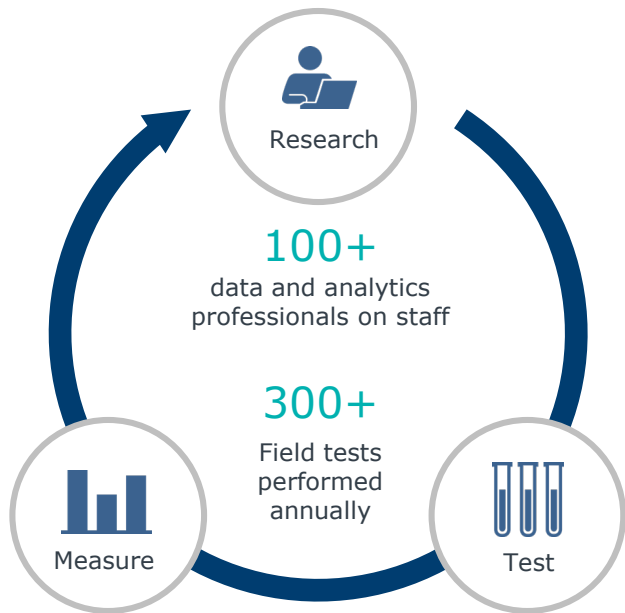 Research
100+
data and analytics
professionals on staff
300+
Field tests
performed
annually
Measure
Test